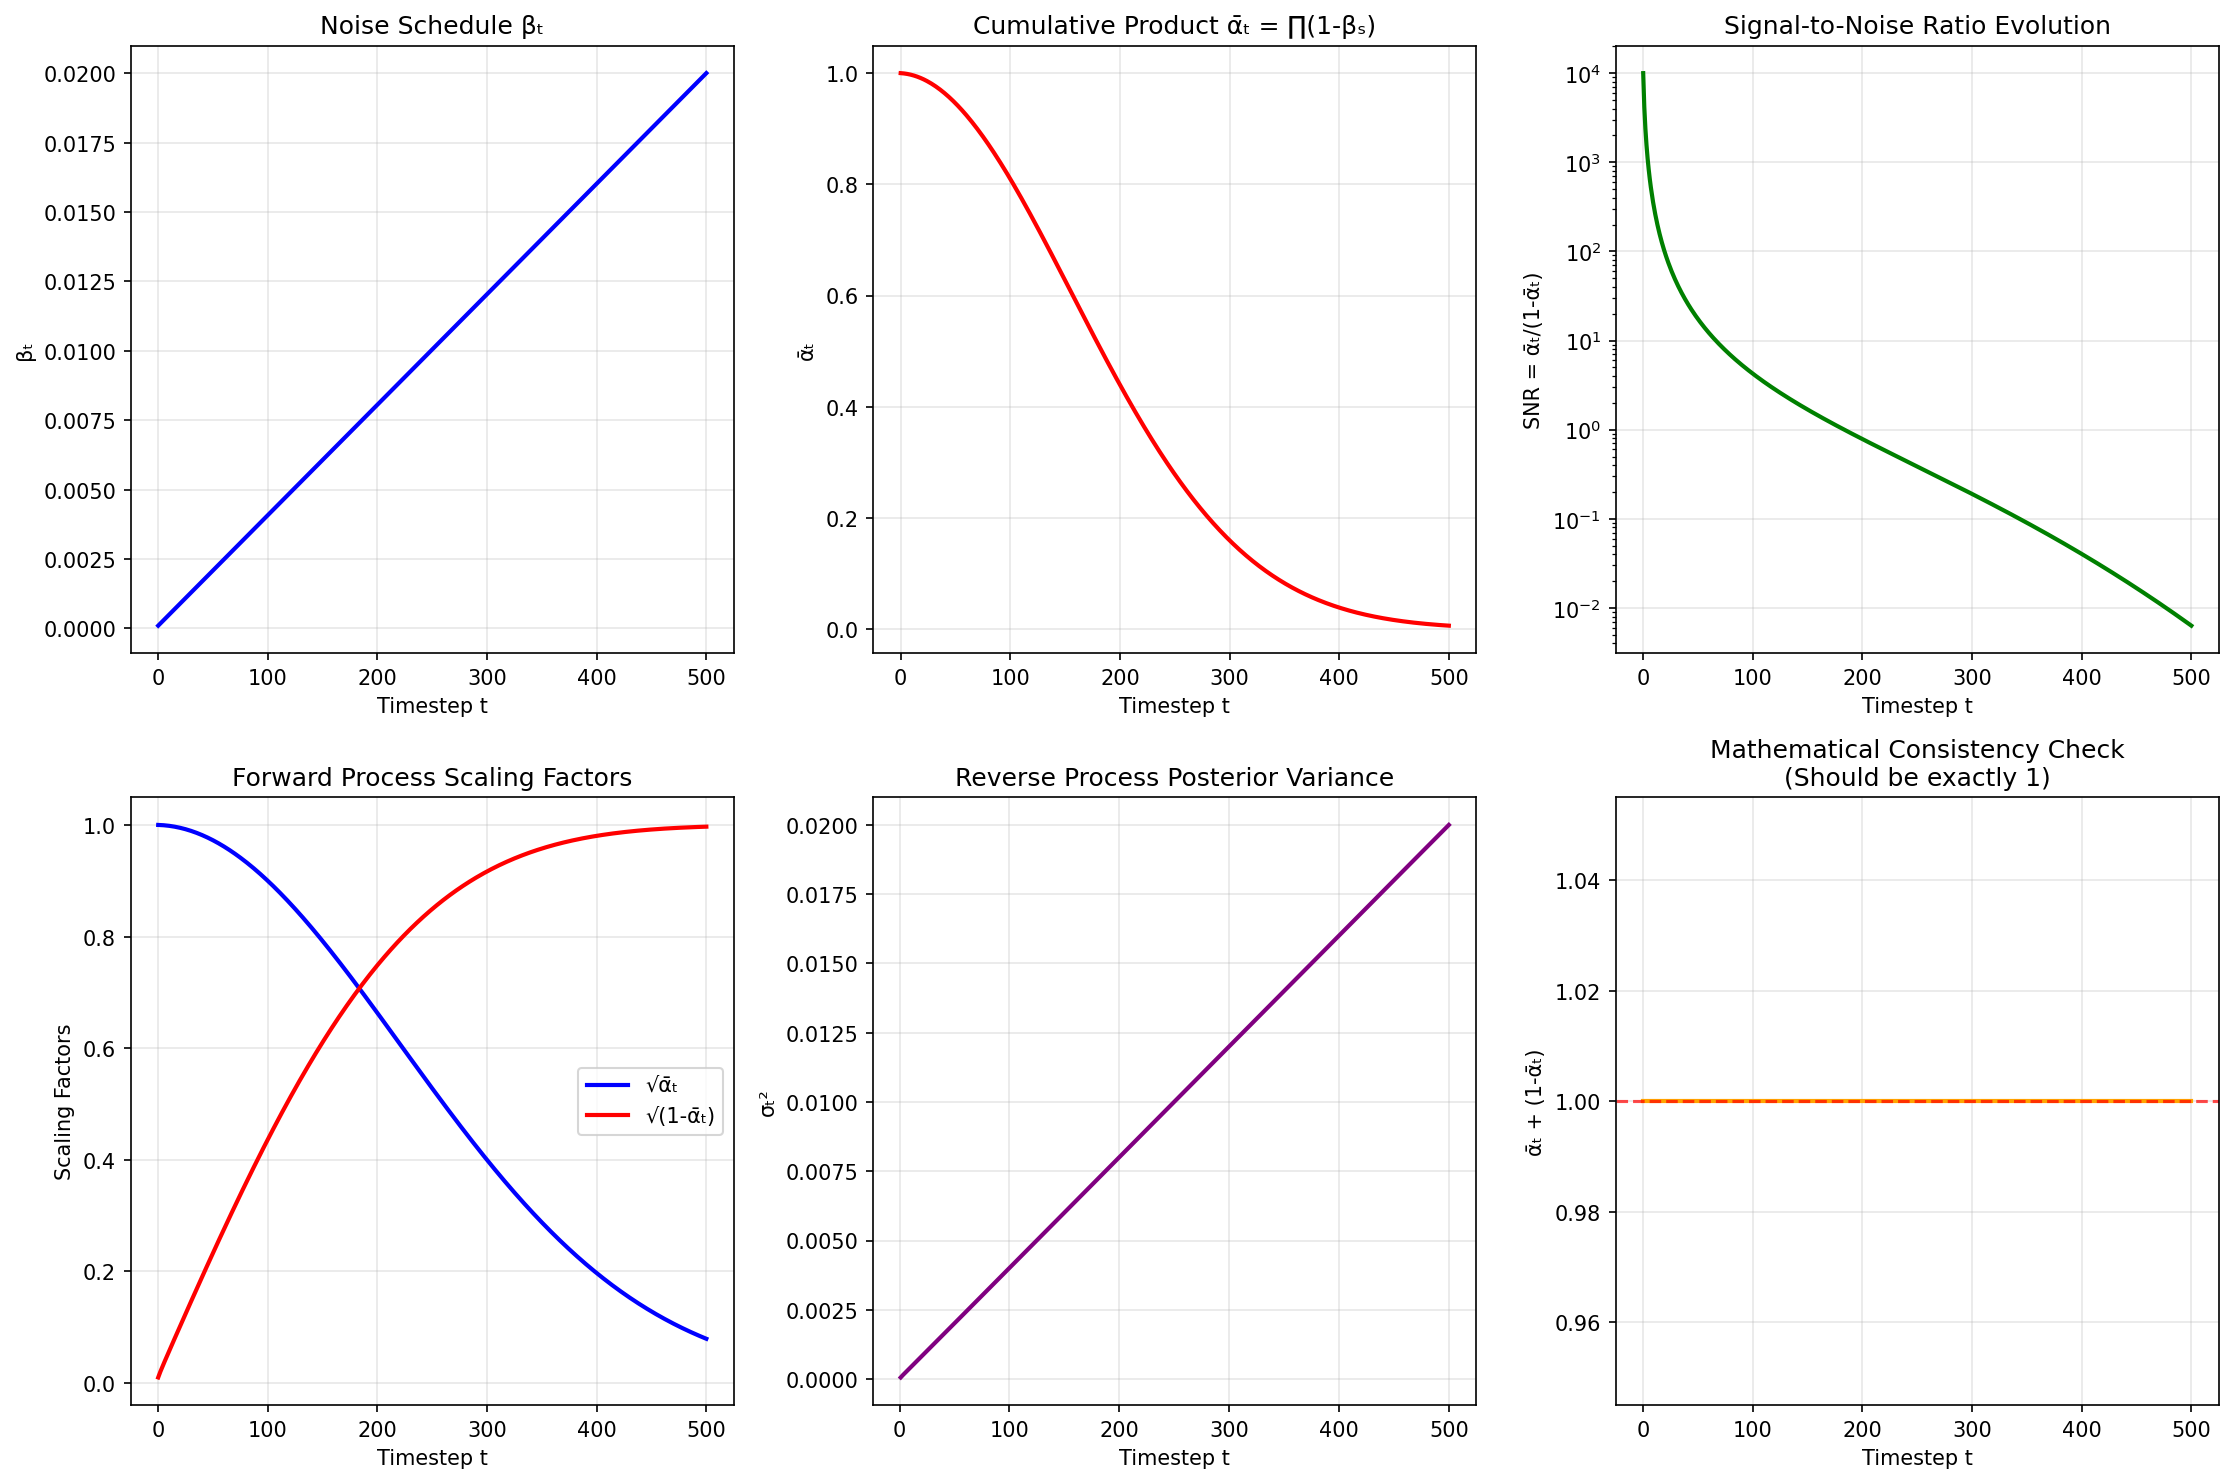 Noise Schedule βₜ
βₜ
0.0200
0.0175
0.0150
0.0125
0.0100
0.0075
0.0050
0.0025
0.0000
0 100 200 300 400 500
Timestep t
Cumulative Product ᾱₜ = ∏(1-βₛ)
ᾱₜ
1.0
0.8
0.6
0.4
0.2
0.0
0 100 200 300 400 500
Timestep t
Signal-to-Noise Ratio Evolution
SNR = ᾱₜ/(1-ᾱₜ)
10⁴
10³
10²
10¹
10⁰
10⁻¹
10⁻²
0 100 200 300 400 500
Timestep t
Forward Process Scaling Factors
Scaling Factors
1.0
0.8
0.6
0.4
0.2
0.0
√ᾱₜ
√(1-ᾱₜ)
0 100 200 300 400 500
Timestep t
Reverse Process Posterior Variance
σₜ²
0.0200
0.0175
0.0150
0.0125
0.0100
0.0075
0.0050
0.0025
0.0000
0 100 200 300 400 500
Timestep t
Mathematical Consistency Check
(Should be exactly 1)
ᾱₜ + (1-ᾱₜ)
1.04
1.02
1.00
0.98
0.96
0 100 200 300 400 500
Timestep t